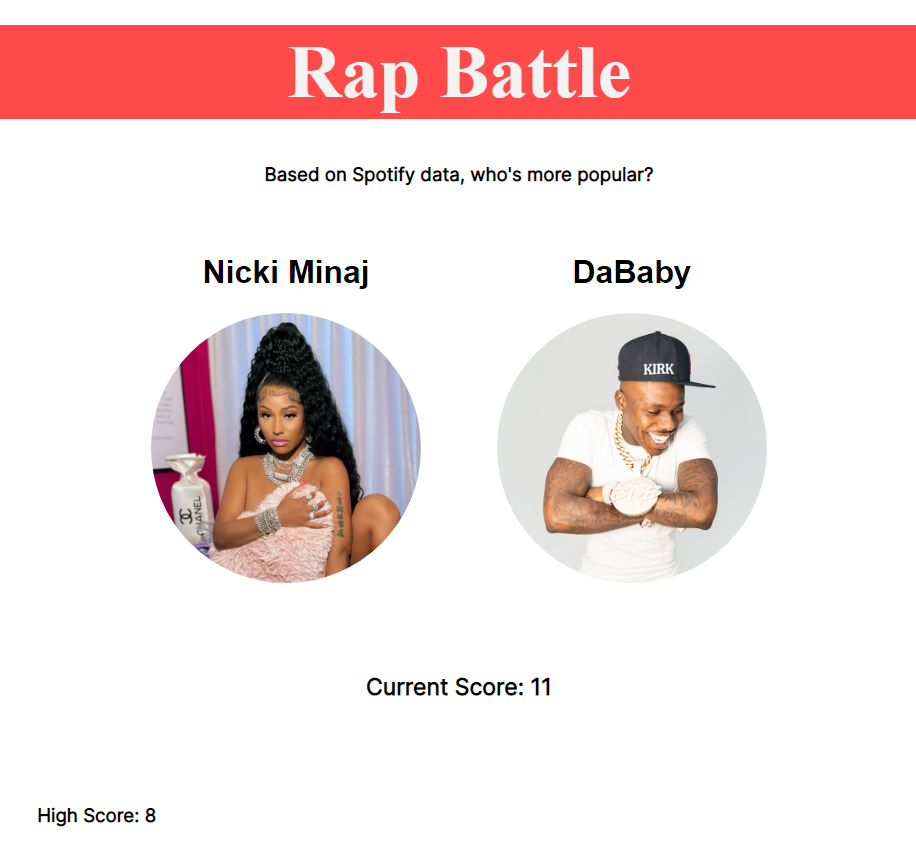 Rap Battle
Based on Spotify data, who's more popular?
Nicki Minaj
DaBaby
KIRK
CHANEL
Current Score: 11
High Score: 8